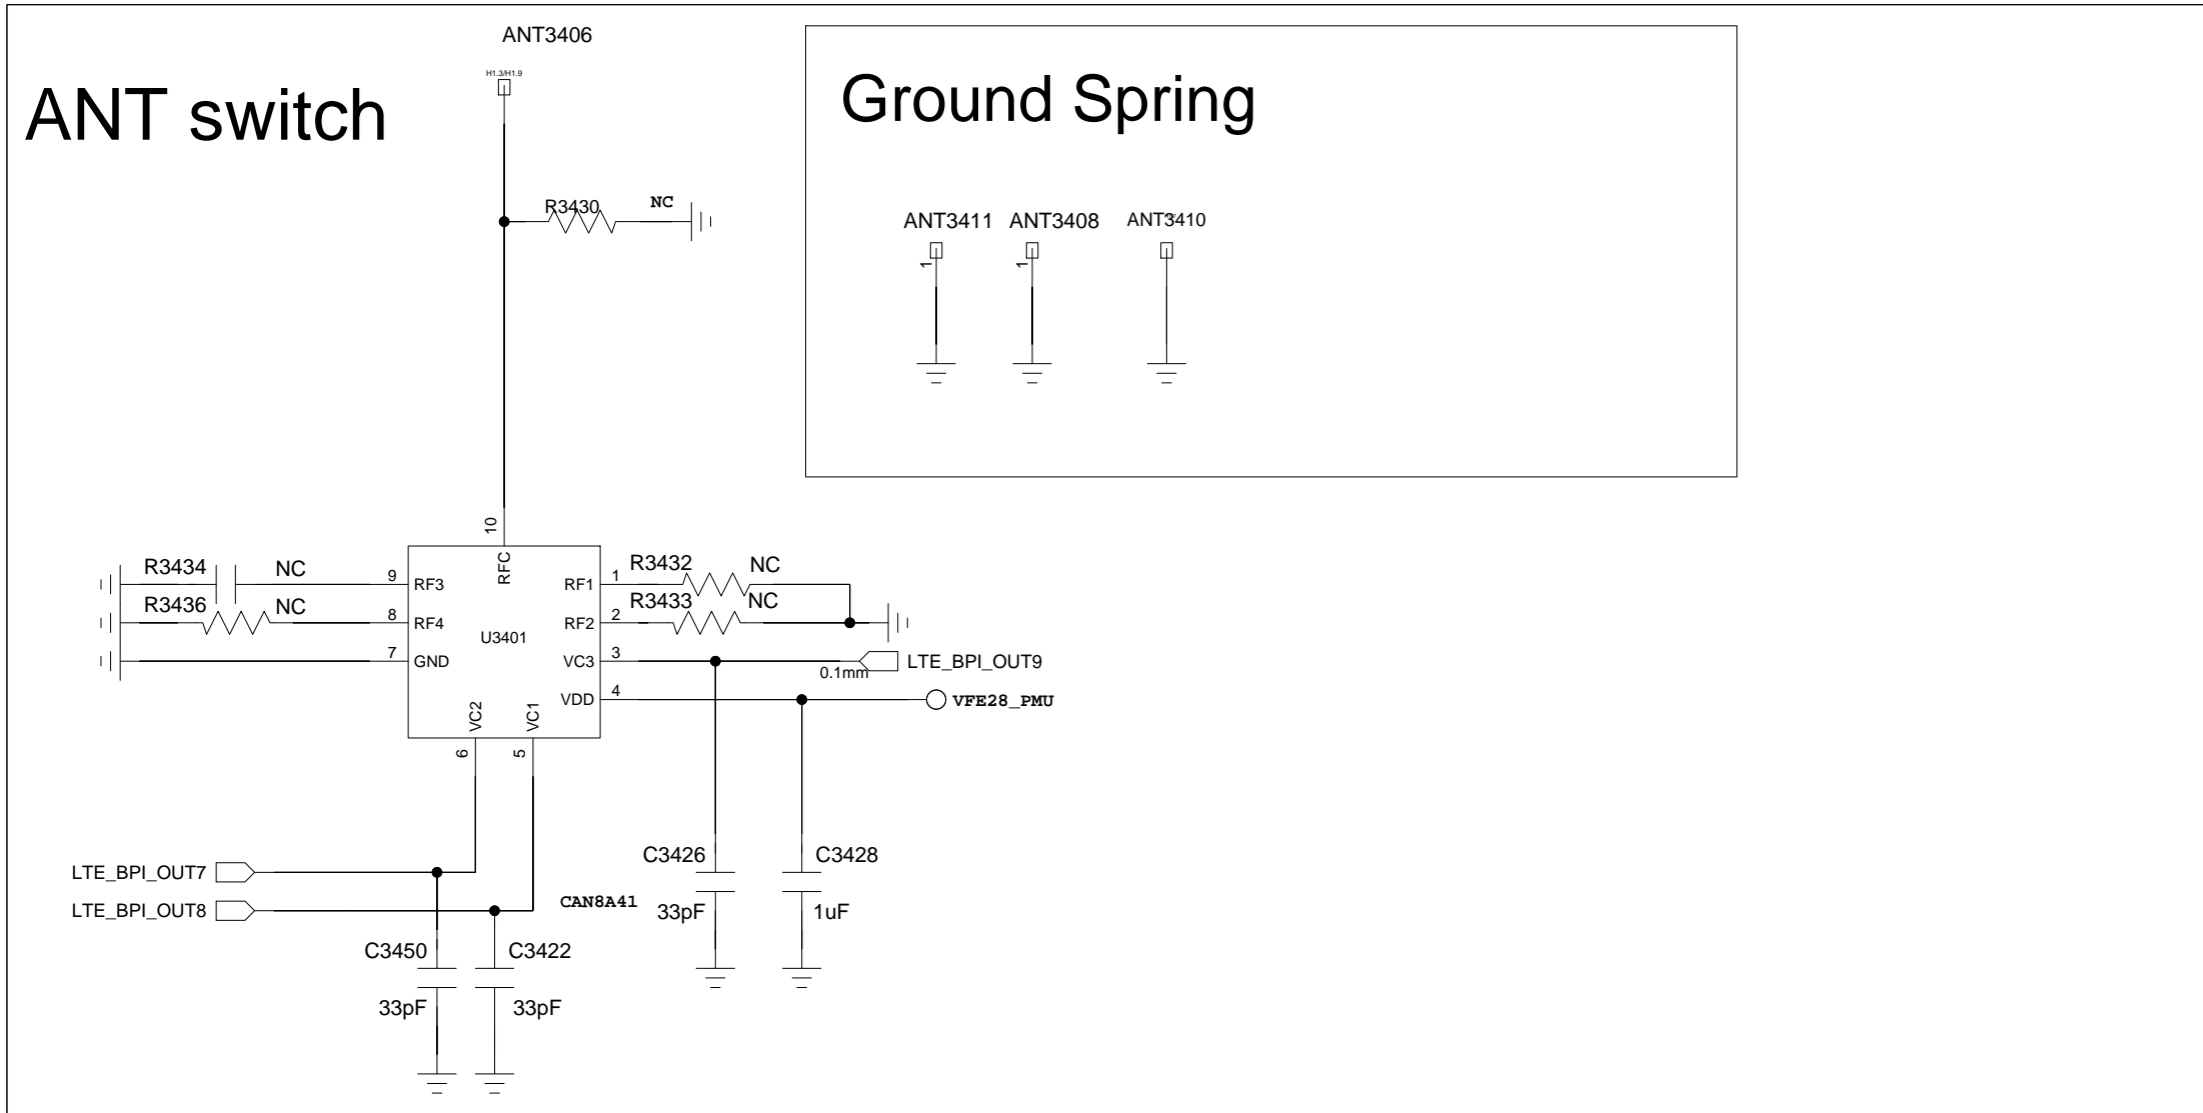 ANT3406
H1.3/H1.9
ANT switch
Ground Spring
R3430
NC
ANT3411
ANT3408
ANT3410
1
1
10
RFC
R3434
NC
9
RF3
R3436
NC
8
RF4
7
GND
U3401
RF1
1
R3432
NC
RF2
2
R3433
NC
VC3
3
0.1mm
LTE_BPI_OUT9
VDD
4
VFE28_PMU
VC2
VC1
6
5
LTE_BPI_OUT7
LTE_BPI_OUT8
CAN8A41
C3426
33pF
C3428
1uF
C3450
33pF
C3422
33pF